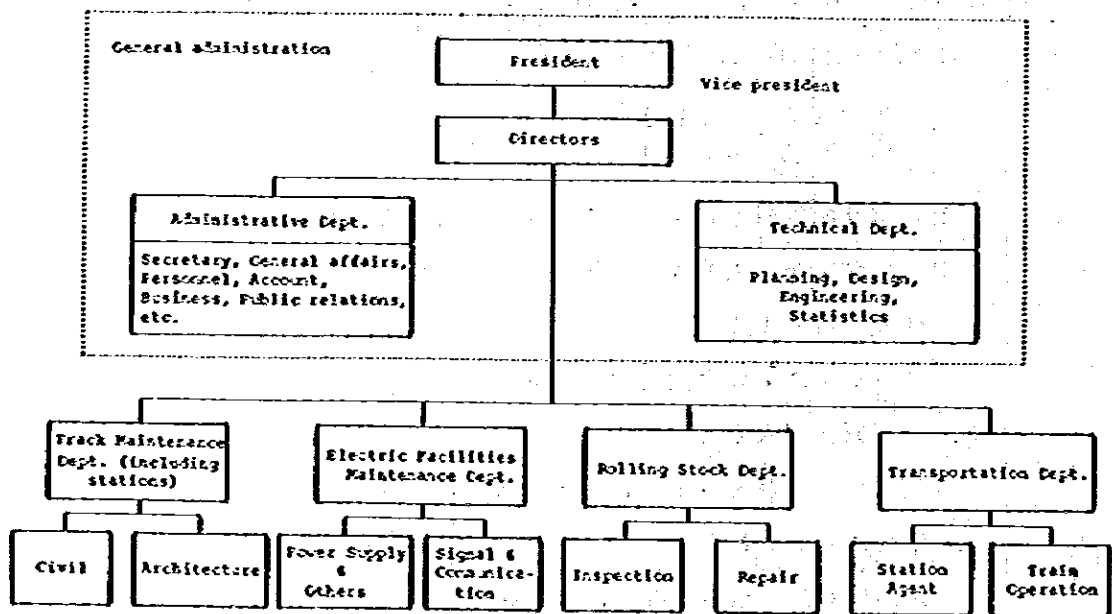 General administration
President
Vice president
Directors
Administrative Dept.
Secretary, General affairs,
Personnel, Account,
Business, Public relations,
etc.
Technical Dept.
Planning, Design,
Engineering,
Statistics
Track Maintenance
Dept. (including
stations)
Electric Facilities
Maintenance Dept.
Rolling Stock Dept.
Transportation Dept.
Civil
Architecture
Power Supply
&
Others
Signal &
Comunica-
tion
Inspection
Repair
Station
Agent
Train
Operation